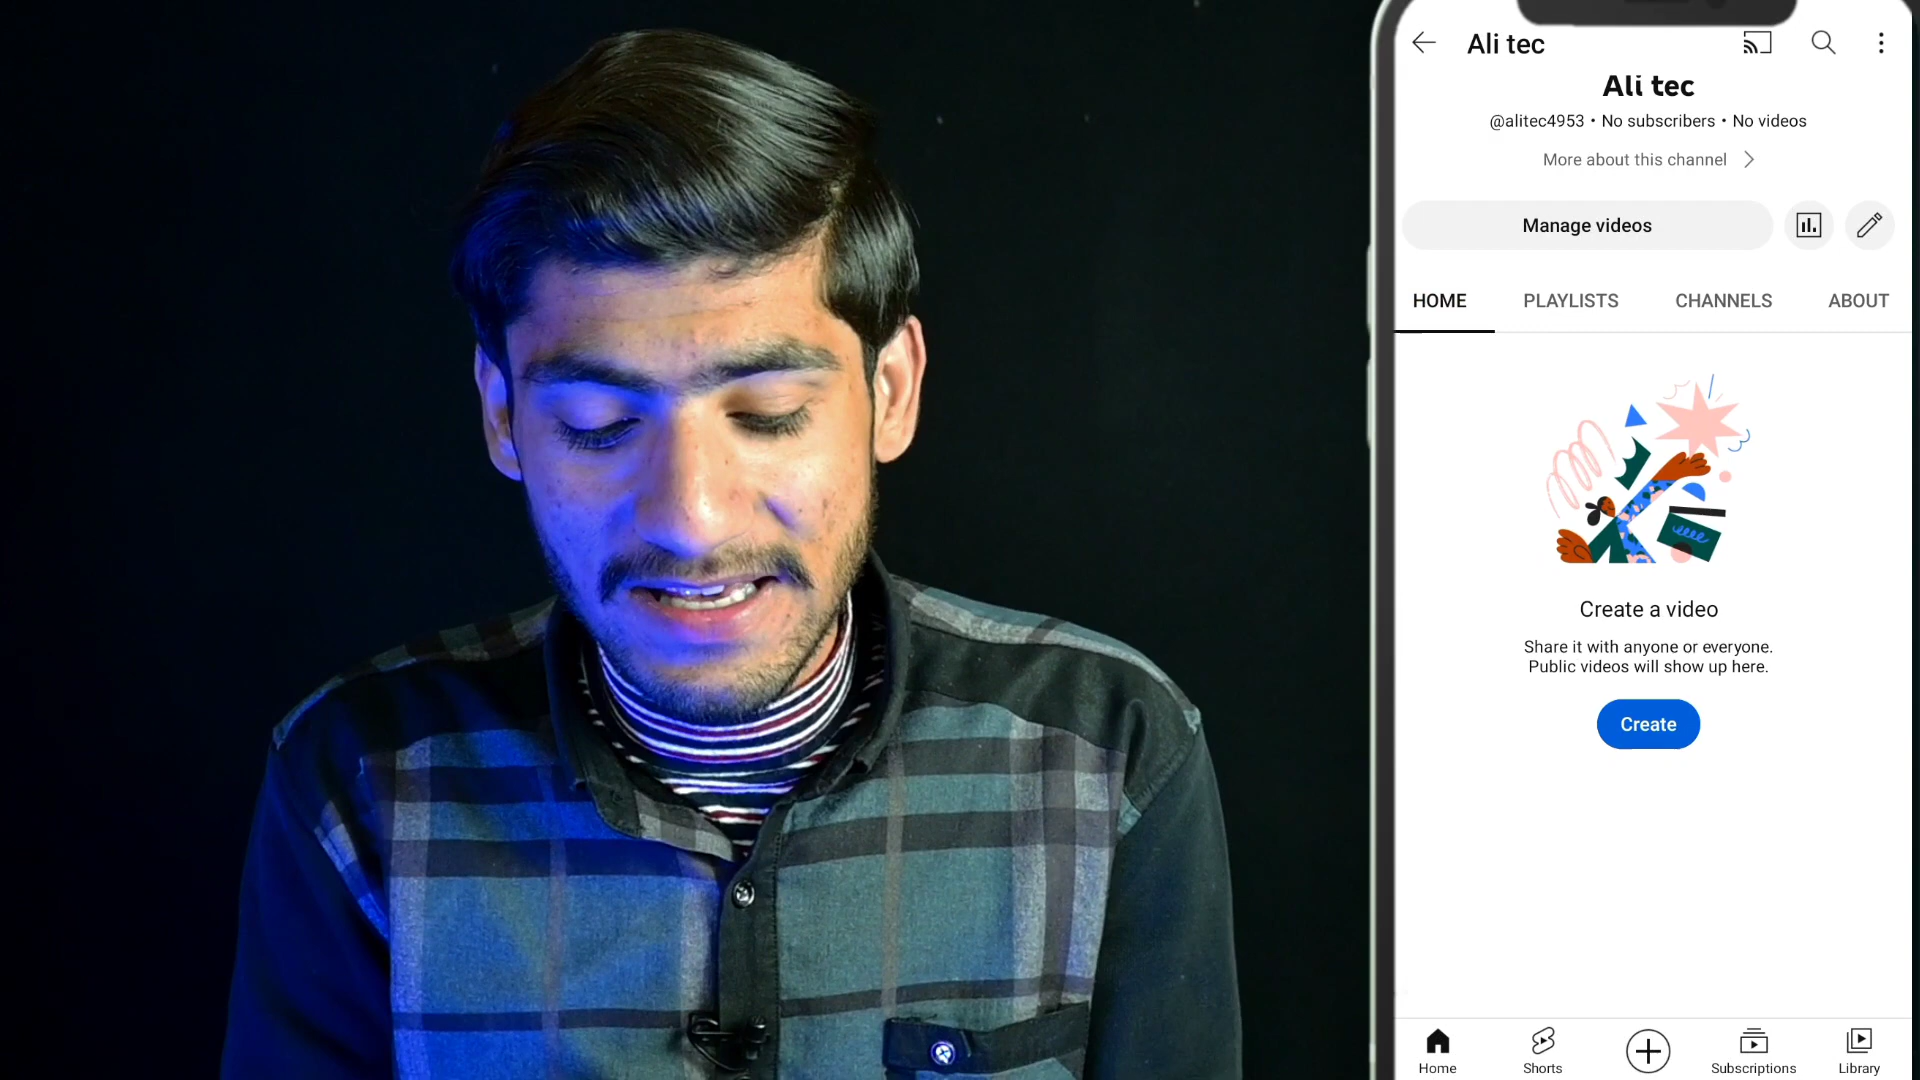 Ali tec
Ali tec
@alitec4953 • No subscribers • No videos
More about this channel
Manage videos
HOME PLAYLISTS CHANNELS ABOUT
Create a video
Share it with anyone or everyone.
Public videos will show up here.
Create
Home Shorts Subscriptions Library